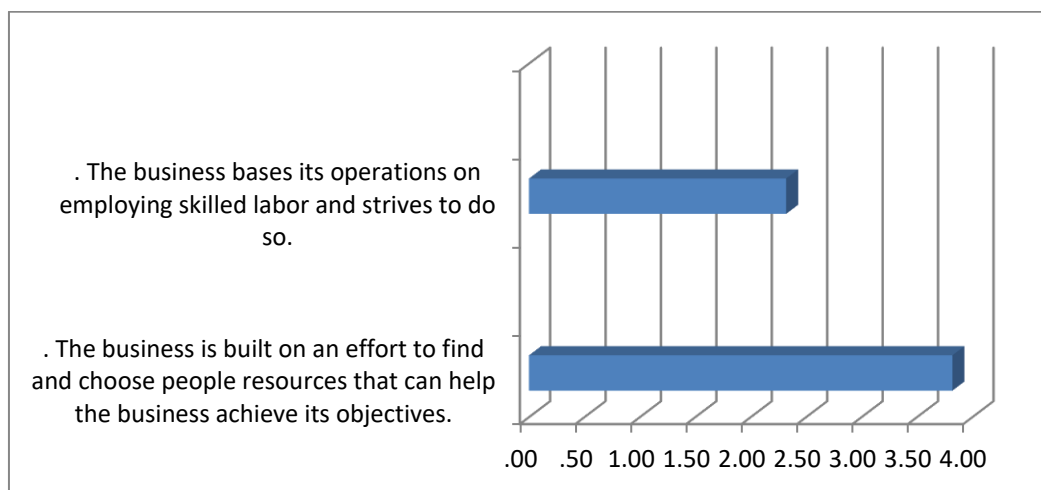 . The business bases its operations on
employing skilled labor and strives to do
so.
. The business is built on an effort to find
and choose people resources that can help
the business achieve its objectives.
.00 .50 1.00 1.50 2.00 2.50 3.00 3.50 4.00